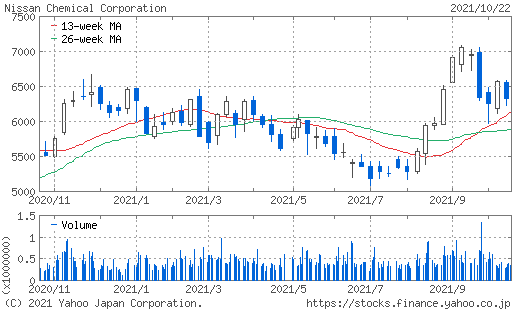 Nissan Chemical Corporation 2021/10/22
7500
13-week MA
26-week MA
7000
6500
6000
5500
5000
2020/11 2021/1 2021/3 2021/5 2021/7 2021/9
1.5
Volume
1
0.5
0
(x1000000)
2020/11 2021/1 2021/3 2021/5 2021/7 2021/9
(C) 2021 Yahoo Japan Corporation. https://stocks.finance.yahoo.co.jp/